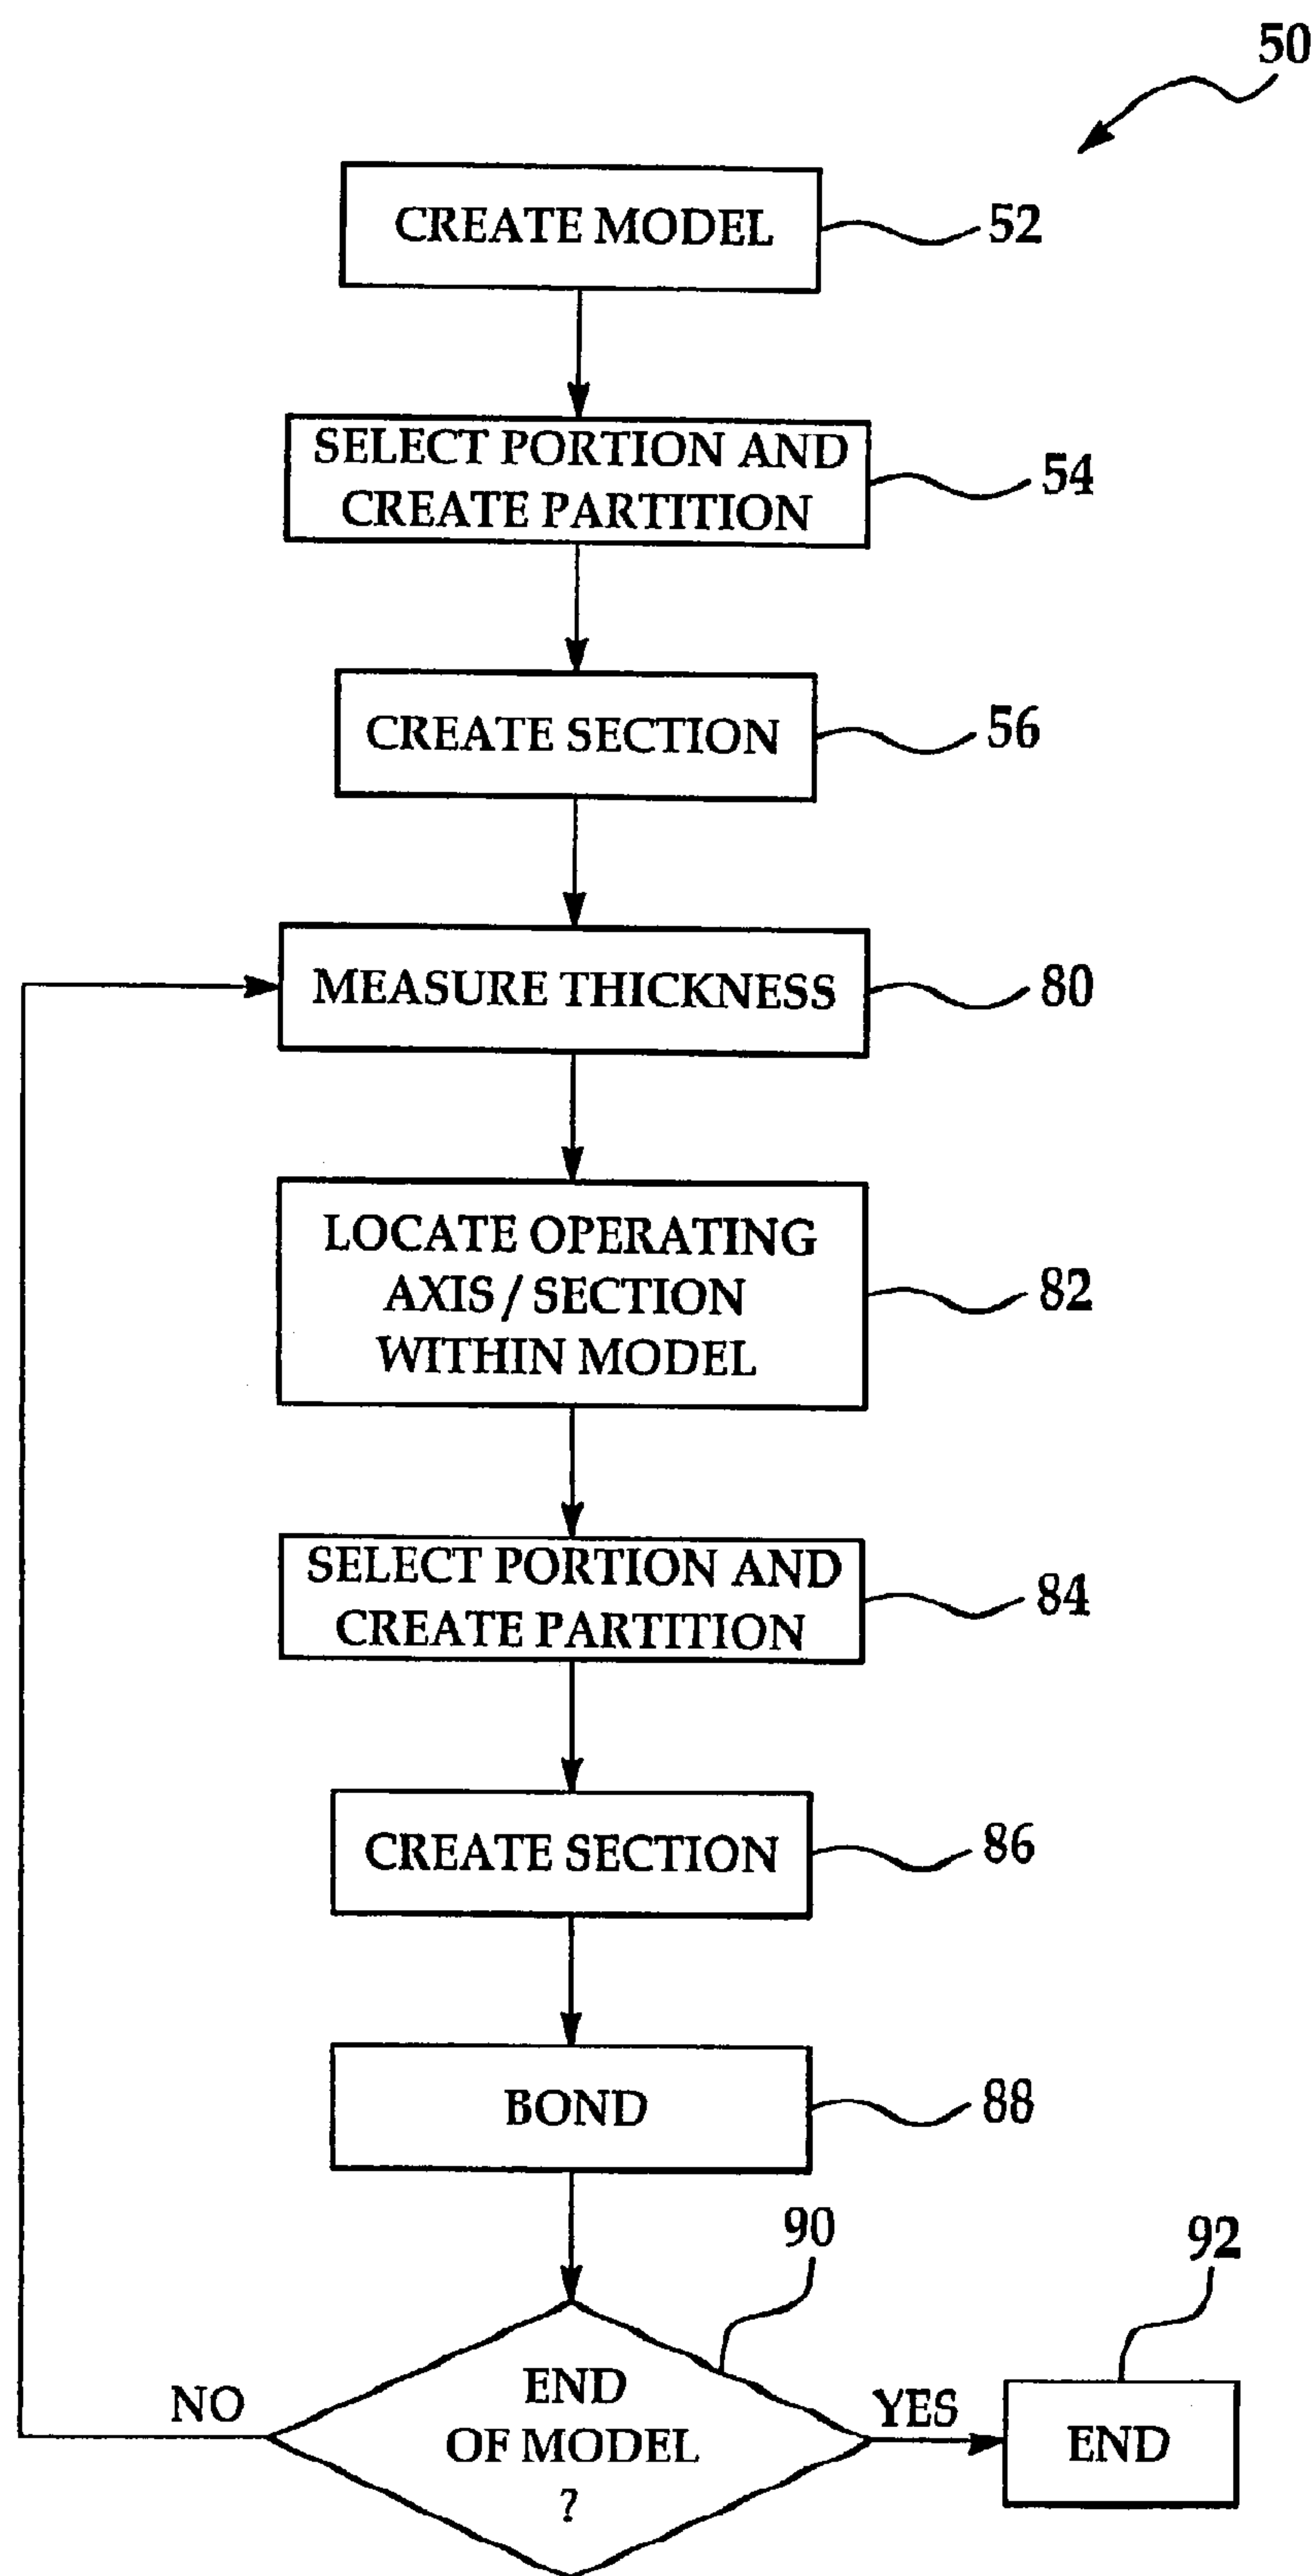 50
CREATE MODEL
52
SELECT PORTION AND
CREATE PARTITION
54
CREATE SECTION
56
MEASURE THICKNESS
80
LOCATE OPERATING
AXIS / SECTION
WITHIN MODEL
82
SELECT PORTION AND
CREATE PARTITION
84
CREATE SECTION
86
BOND
88
90
92
END
OF MODEL
?
NO
YES
END